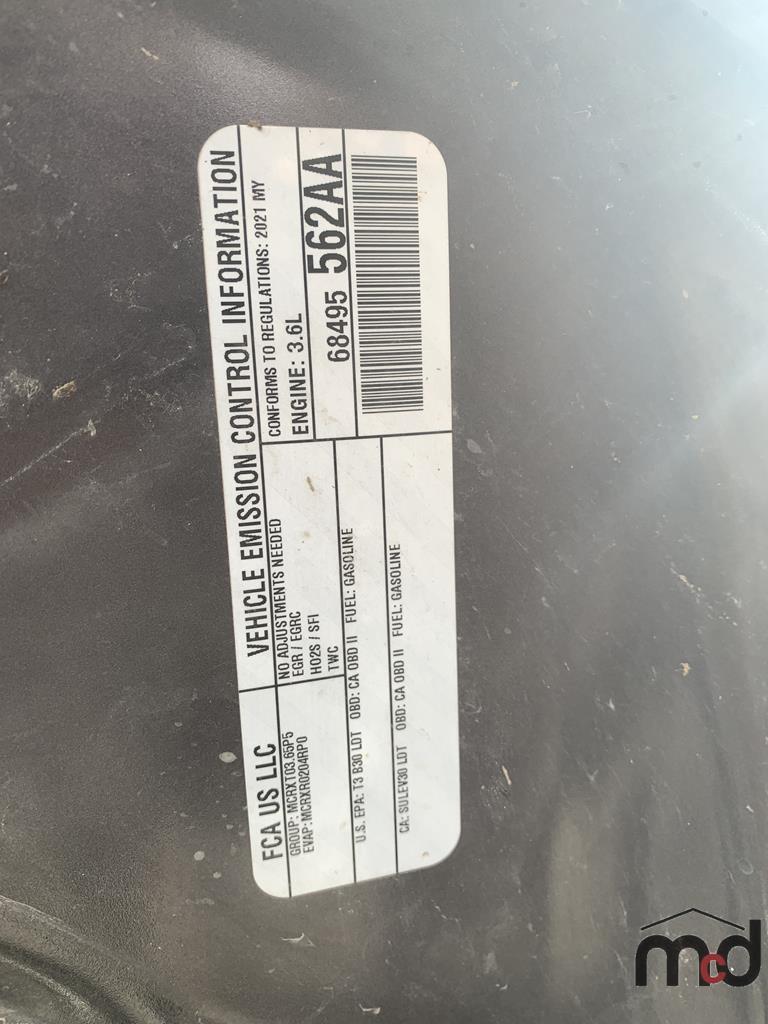 VEHICLE EMISSION CONTROL INFORMATION
FCA US LLC
GROUP: MCRXT03.65P5
EVAP: MCRXR0204RP0
NO ADJUSTMENTS NEEDED
EGR / EGRC
HO2S / SFI
TWC
CONFORMS TO REGULATIONS: 2021 MY
ENGINE: 3.6L
68495 562AA
U.S. EPA: T3 B30 LDT OBD: CA OBD II FUEL: GASOLINE
CA: SULEV30 LDT OBD: CA OBD II FUEL: GASOLINE
mcd